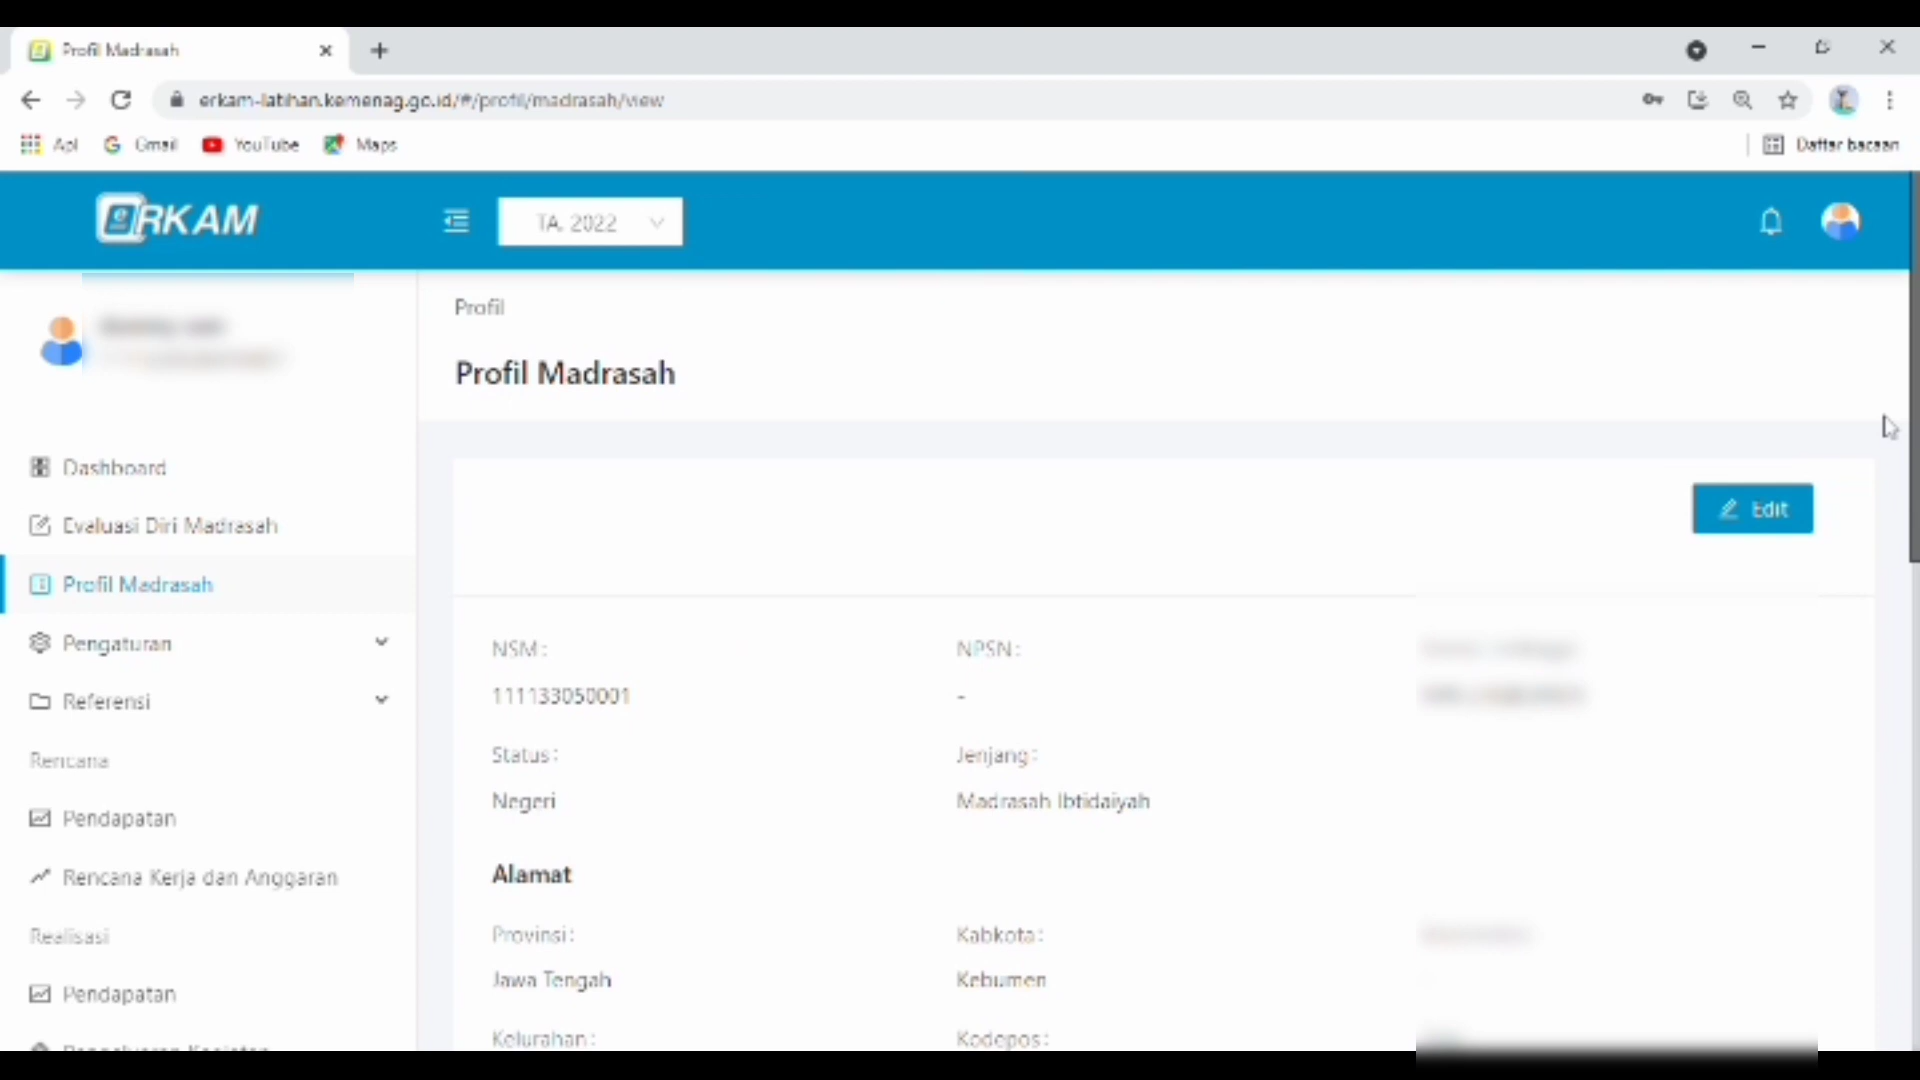 Profil Madrasah
erkam-latihan.kemenag.go.id/#/profil/madrasah/view
Apl Gmail YouTube Maps Daftar bacaan
eRKAM TA. 2022
Profil
Profil Madrasah
Dashboard
Evaluasi Diri Madrasah
Edit
Profil Madrasah
Pengaturan
Referensi
Rencana
Pendapatan
Rencana Kerja dan Anggaran
Realisasi
Pendapatan
NSM : NPSN :
111133050001 -
Status : Jenjang :
Negeri Madrasah Ibtidaiyah
Alamat
Provinsi : Kabkota :
Jawa Tengah Kebumen
Kelurahan : Kodepos :